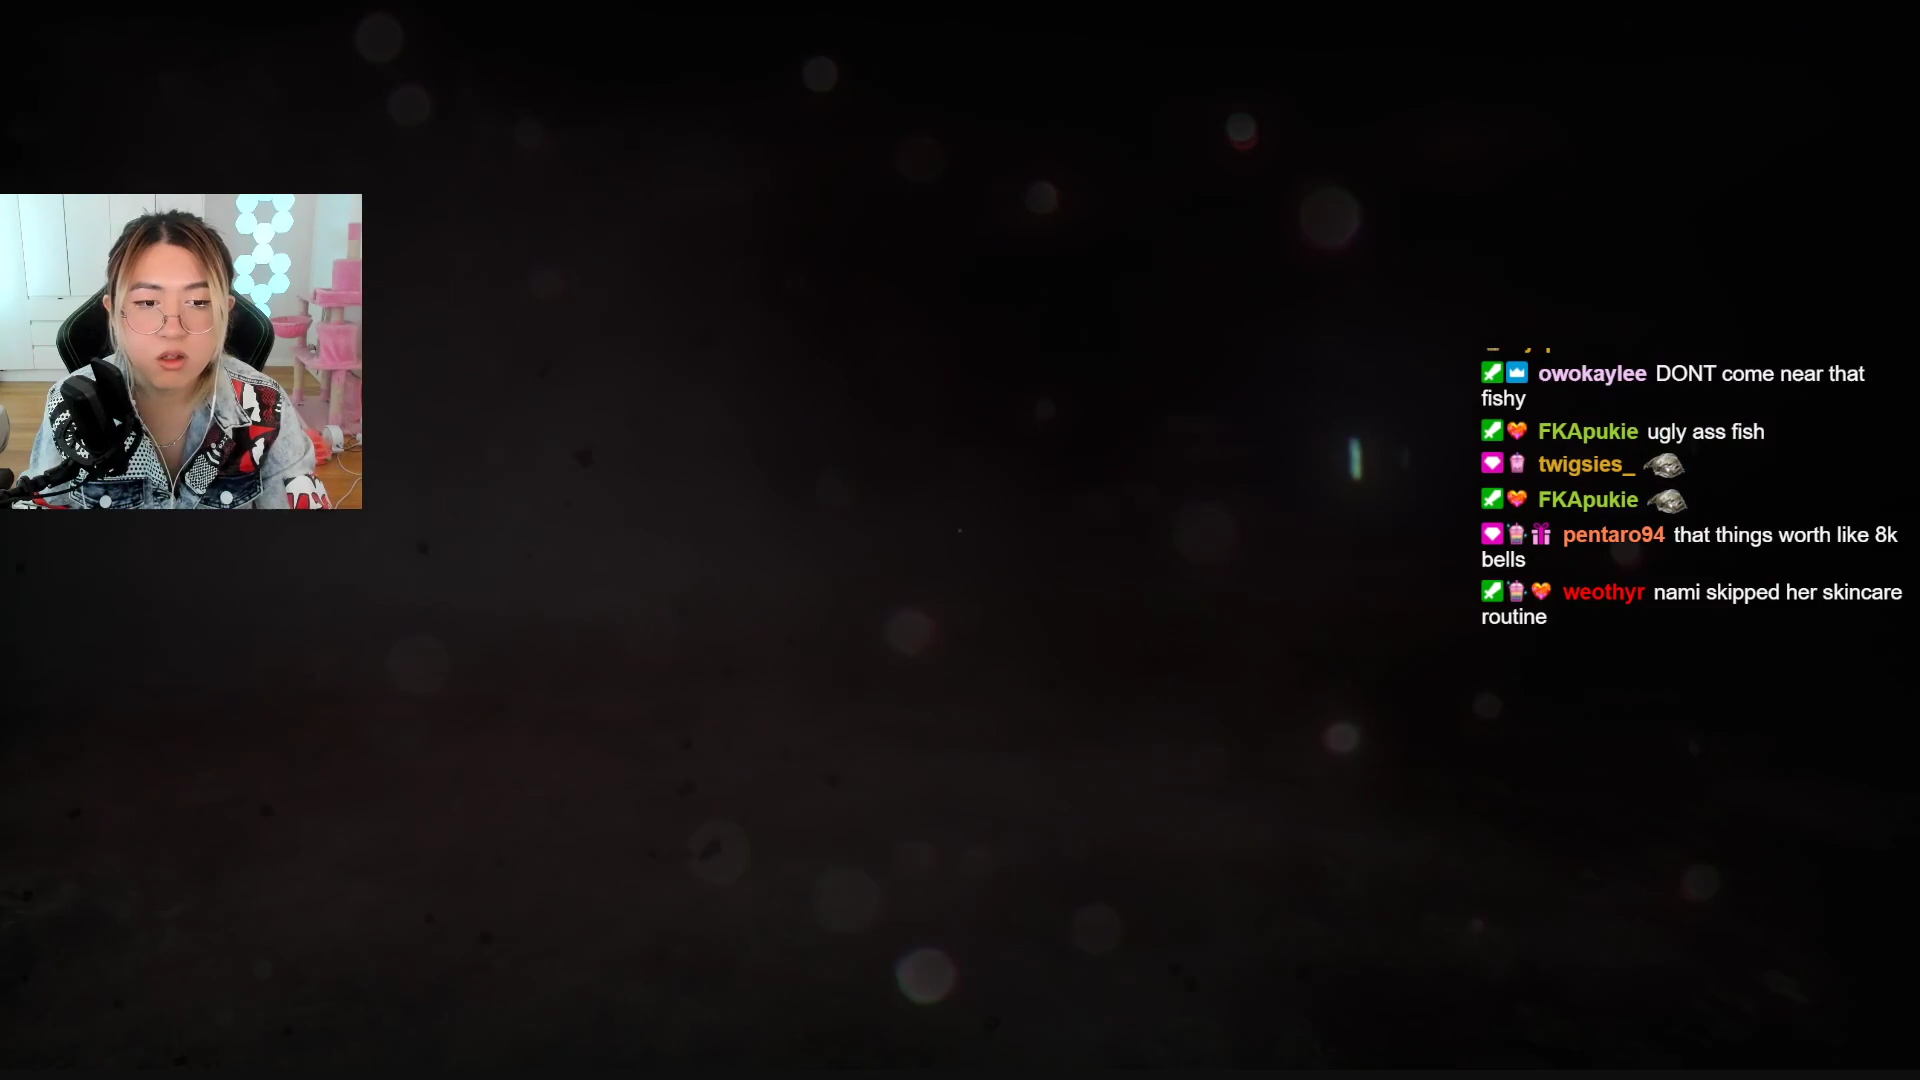 owokaylee DONT come near that
fishy
FKApukie ugly ass fish
twigsies_
FKApukie
pentaro94 that things worth like 8k
bells
weothyr nami skipped her skincare
routine